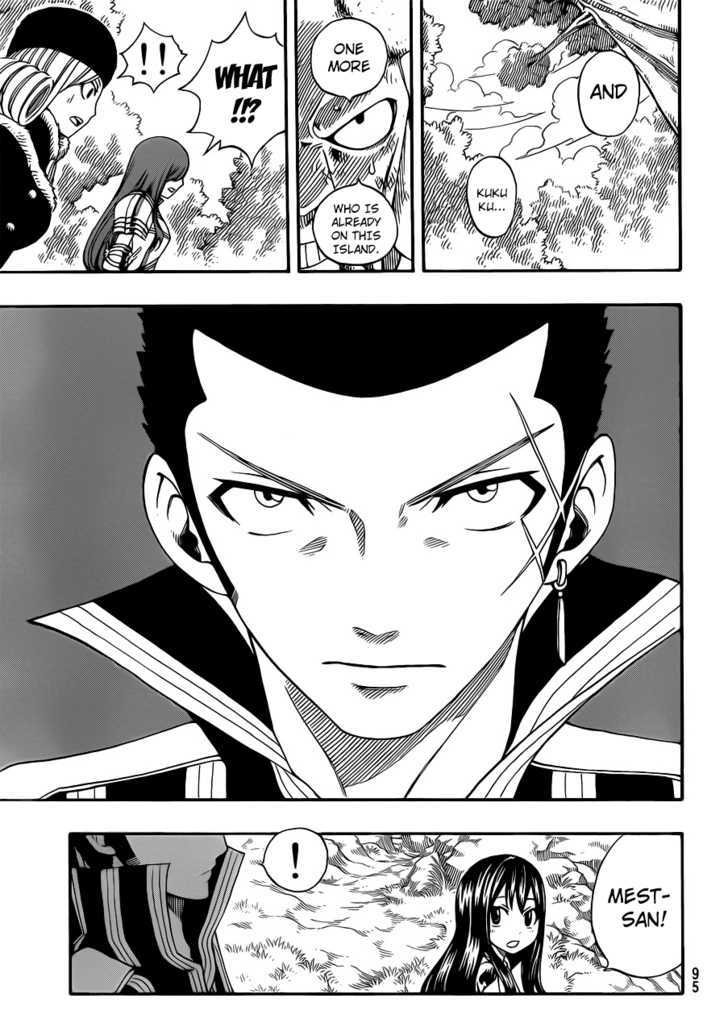 AND
KUKU
KU...
ONE
MORE
WHO IS
ALREADY
ON THIS
ISLAND.
WHAT
!!?
!!
MEST-
SAN!
!
95